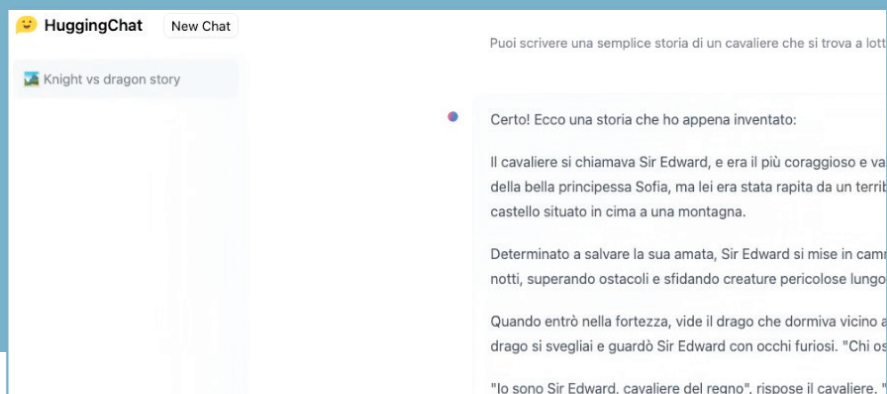 HuggingChat
New Chat
Knight vs dragon story
Puoi scrivere una semplice storia di un cavaliere che si trova a lott
Certo! Ecco una storia che ho appena inventato:
Il cavaliere si chiamava Sir Edward, e era il più coraggioso e va
della bella principessa Sofia, ma lei era stata rapita da un terrib
castello situato in cima a una montagna.
Determinato a salvare la sua amata, Sir Edward si mise in camm
notti, superando ostacoli e sfidando creature pericolose lungo
Quando entrò nella fortezza, vide il drago che dormiva vicino a
drago si svegliai e guardò Sir Edward con occhi furiosi. "Chi os
"Io sono Sir Edward, cavaliere del regno", rispose il cavaliere. "